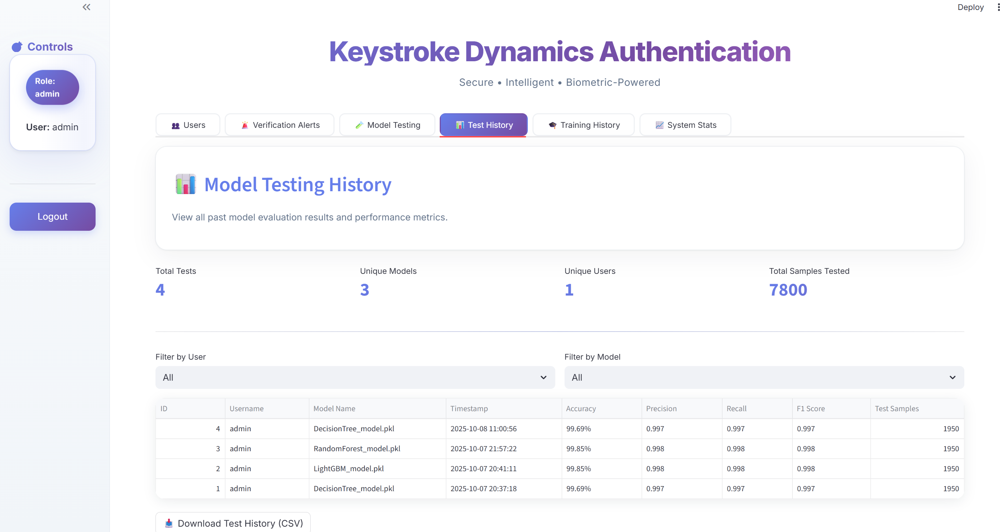 Deploy
Controls
Role:
admin
User: admin
Logout
Keystroke Dynamics Authentication
Secure • Intelligent • Biometric-Powered
Users Verification Alerts Model Testing Test History Training History System Stats
Model Testing History
View all past model evaluation results and performance metrics.
Total Tests Unique Models Unique Users Total Samples Tested
4 3 1 7800
Filter by User Filter by Model
All All
ID Username Model Name Timestamp Accuracy Precision Recall F1 Score Test Samples
4 admin DecisionTree_model.pkl 2025-10-08 11:00:56 99.69% 0.997 0.997 0.997 1950
3 admin RandomForest_model.pkl 2025-10-07 21:57:22 99.85% 0.998 0.998 0.998 1950
2 admin LightGBM_model.pkl 2025-10-07 20:41:11 99.85% 0.998 0.998 0.998 1950
1 admin DecisionTree_model.pkl 2025-10-07 20:37:18 99.69% 0.997 0.997 0.997 1950
Download Test History (CSV)